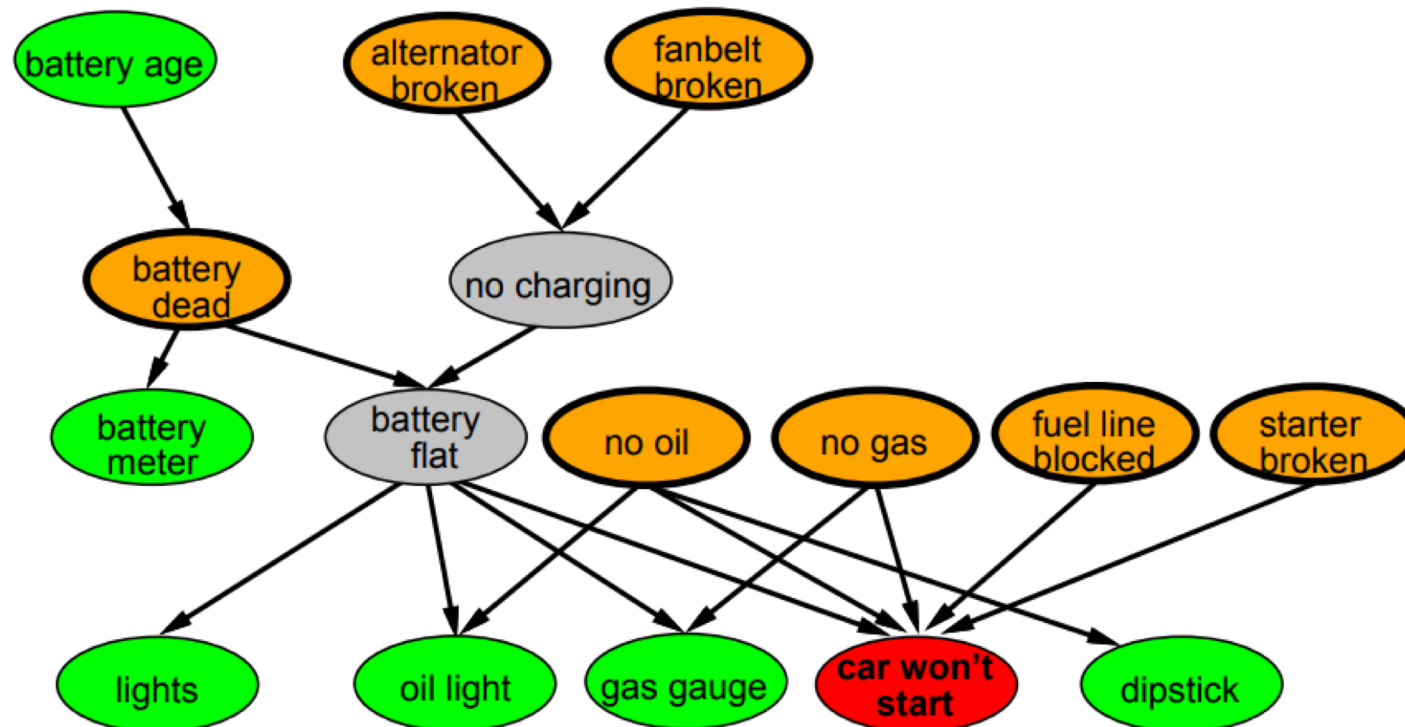 battery age
alternator
broken
fanbelt
broken
battery
dead
no charging
battery
meter
battery
flat
no oil
no gas
fuel line
blocked
starter
broken
lights
oil light
gas gauge
car won't
start
dipstick